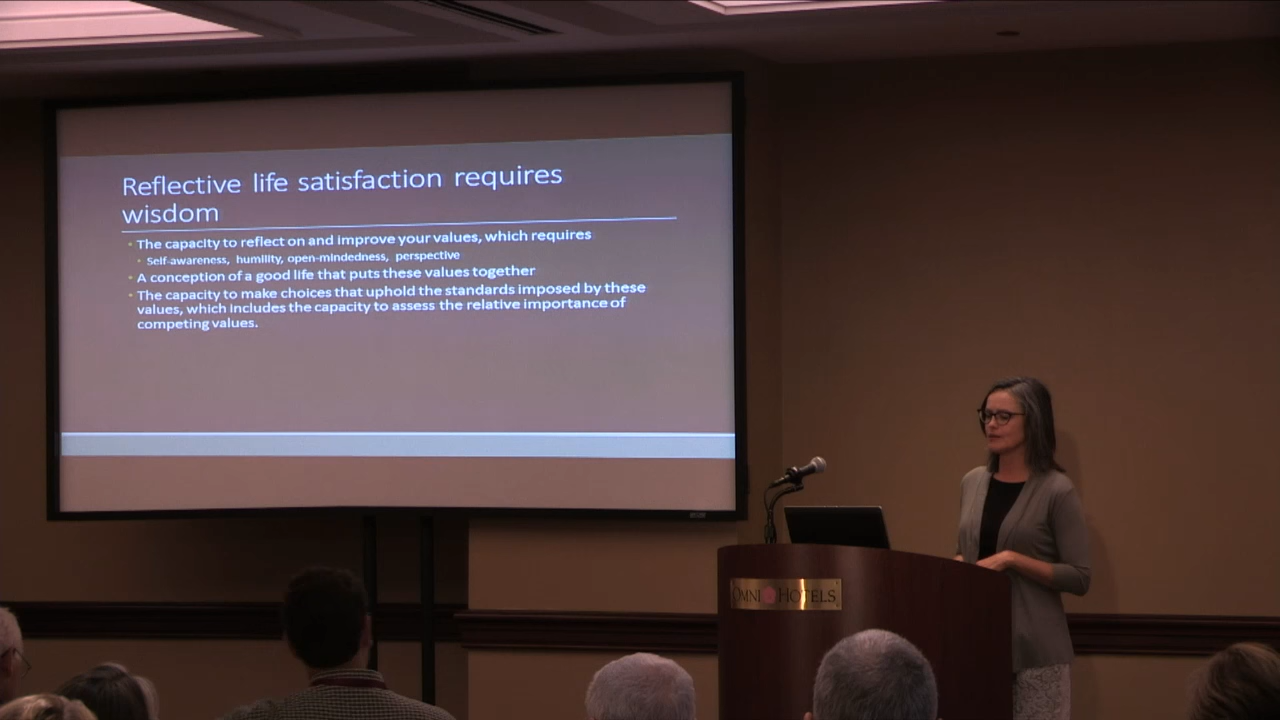 Reflective life satisfaction requires
wisdom
The capacity to reflect on and improve your values, which requires
Self-awareness, humility, open-mindedness, perspective
A conception of a good life that puts these values together
The capacity to make choices that uphold the standards imposed by these
values, which includes the capacity to assess the relative importance of
competing values.
OMNI HOTELS